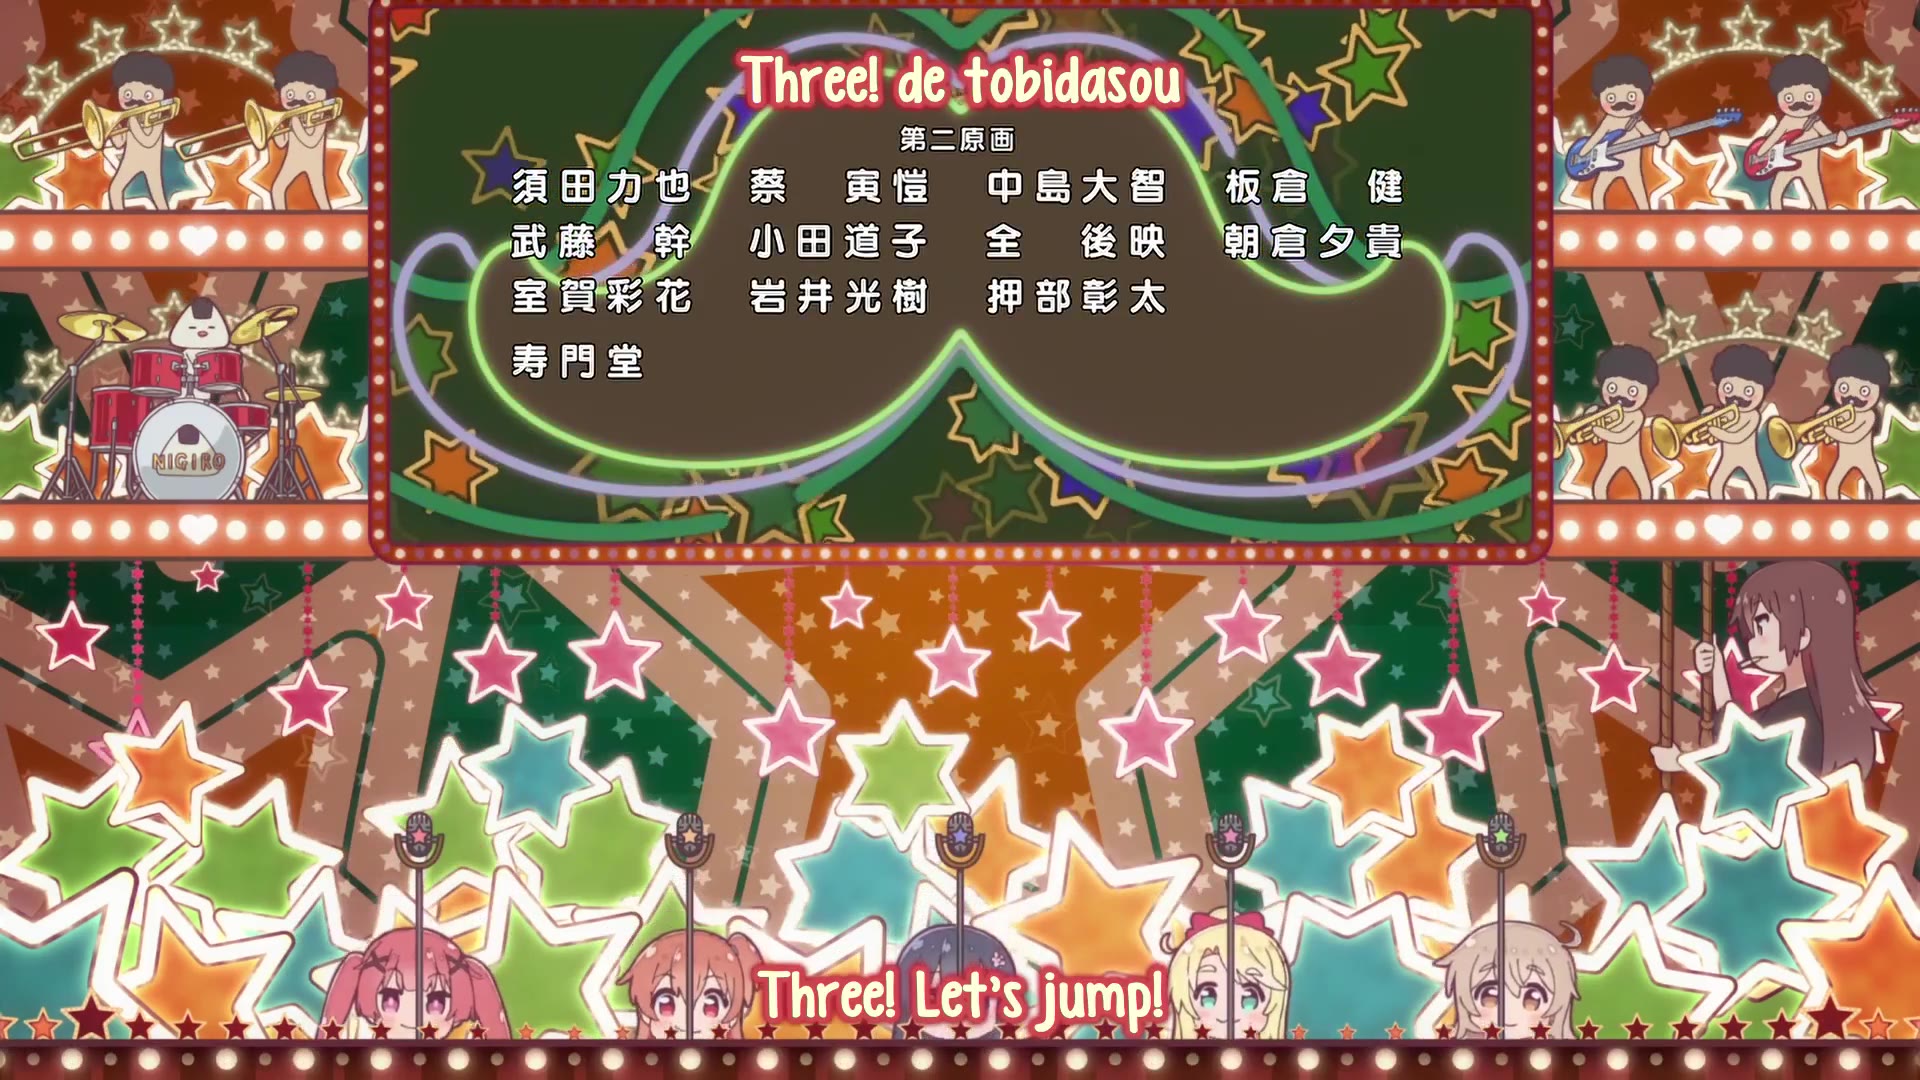 Three! de tobidasou
第二原画
須田力也 蔡 寅愷 中島大智 板倉 健
武藤 幹 小田道子 全 後映 朝倉夕貴
室賀彩花 岩井光樹 押部彰太
寿門堂
NIGIRO
Three! Let's jump!